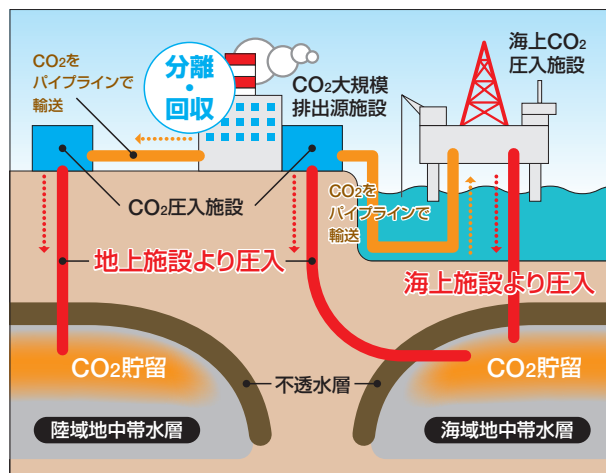 CO2を
パイプラインで
輸送
分離
・
回収
CO2大規模
排出源施設
海上CO2
圧入施設
CO2圧入施設
CO2を
パイプラインで
輸送
地上施設より圧入
海上施設より圧入
CO2貯留
不透水層
CO2貯留
陸域地中帯水層
海域地中帯水層